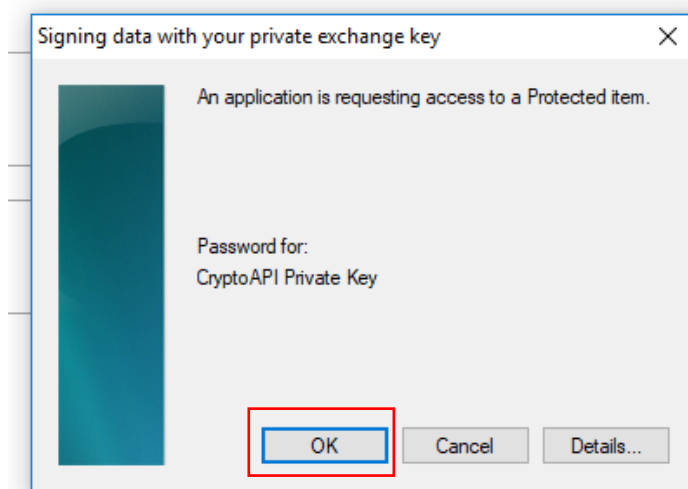 Signing data with your private exchange key
An application is requesting access to a Protected item.
Password for:
CryptoAPI Private Key
OK Cancel Details...